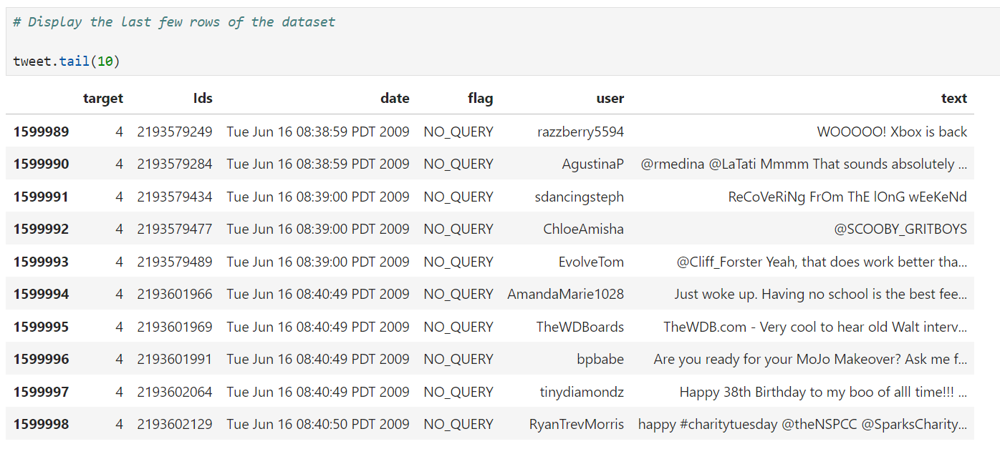 # Display the last few rows of the dataset
tweet.tail(10)
target Ids date flag user text
1599989 4 2193579249 Tue Jun 16 08:38:59 PDT 2009 NO_QUERY razzberry5594 WOOOOO! Xbox is back
1599990 4 2193579284 Tue Jun 16 08:38:59 PDT 2009 NO_QUERY AgustinaP @rmedina @LaTati Mmmm That sounds absolutely ...
1599991 4 2193579434 Tue Jun 16 08:39:00 PDT 2009 NO_QUERY sdancingsteph ReCoVeRiNg FrOm ThE lOnG wEeKeNd
1599992 4 2193579477 Tue Jun 16 08:39:00 PDT 2009 NO_QUERY ChloeAmisha @SCOOBY_GRITBOYS
1599993 4 2193579489 Tue Jun 16 08:39:00 PDT 2009 NO_QUERY EvolveTom @Cliff_Forster Yeah, that does work better tha...
1599994 4 2193601966 Tue Jun 16 08:40:49 PDT 2009 NO_QUERY AmandaMarie1028 Just woke up. Having no school is the best fee...
1599995 4 2193601969 Tue Jun 16 08:40:49 PDT 2009 NO_QUERY TheWDBoards TheWDB.com - Very cool to hear old Walt interv...
1599996 4 2193601991 Tue Jun 16 08:40:49 PDT 2009 NO_QUERY bpbabe Are you ready for your MoJo Makeover? Ask me f...
1599997 4 2193602064 Tue Jun 16 08:40:49 PDT 2009 NO_QUERY tinydiamondz Happy 38th Birthday to my boo of alll time!!! ...
1599998 4 2193602129 Tue Jun 16 08:40:50 PDT 2009 NO_QUERY RyanTrevMorris happy #charitytuesday @theNSPCC @SparksCharity...